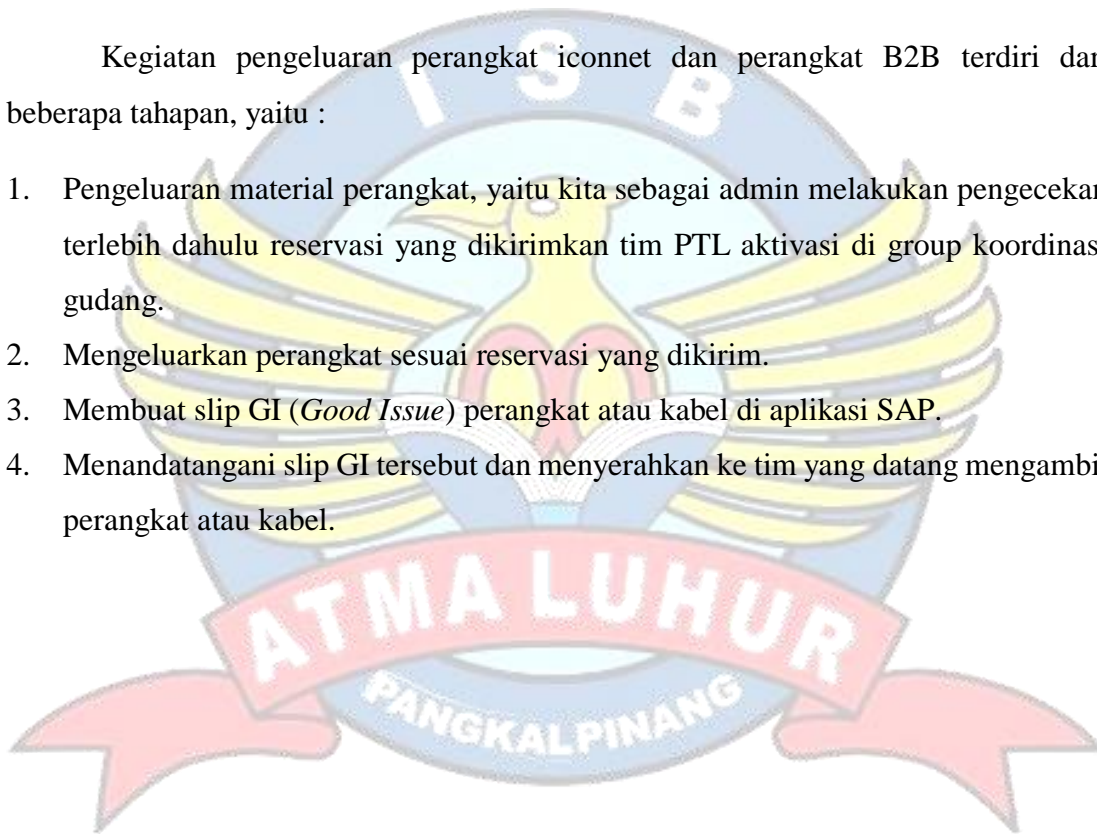 Kegiatan pengeluaran perangkat iconnet dan perangkat B2B terdiri dar
beberapa tahapan, yaitu :
1. Pengeluaran material perangkat, yaitu kita sebagai admin melakukan pengecekan
terlebih dahulu reservasi yang dikirimkan tim PTL aktivasi di group koordinas
gudang.
2. Mengeluarkan perangkat sesuai reservasi yang dikirim.
3. Membuat slip GI (Good Issue) perangkat atau kabel di aplikasi SAP.
4. Menandatangani slip GI tersebut dan menyerahkan ke tim yang datang mengambi
perangkat atau kabel.
I S B
ATMA LUHUR
PANGKALPINANG